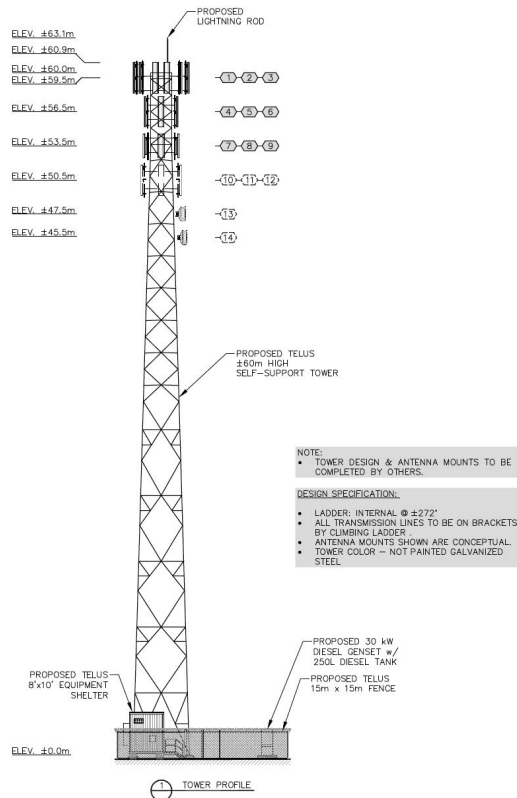 PROPOSED
LIGHTNING ROD
ELEV. ±63.1m
ELEV. ±60.9m
ELEV. ±60.0m
ELEV. ±59.5m
1 2 3
ELEV. ±56.5m
4 5 6
ELEV. ±53.5m
7 8 9
ELEV. ±50.5m
10 11 12
ELEV. ±47.5m
13
ELEV. ±45.5m
14
PROPOSED TELUS
±60m HIGH
SELF-SUPPORT TOWER
NOTE:
• TOWER DESIGN & ANTENNA MOUNTS TO BE
COMPLETED BY OTHERS.
DESIGN SPECIFICATION:
• LADDER: INTERNAL @ ±272°
• ALL TRANSMISSION LINES TO BE ON BRACKETS
BY CLIMBING LADDER .
• ANTENNA MOUNTS SHOWN ARE CONCEPTUAL.
• TOWER COLOR – NOT PAINTED GALVANIZED
STEEL
PROPOSED 30 kW
DIESEL GENSET w/
250L DIESEL TANK
PROPOSED TELUS
15m x 15m FENCE
PROPOSED TELUS
8'x10' EQUIPMENT
SHELTER
ELEV. ±0.0m
1 TOWER PROFILE